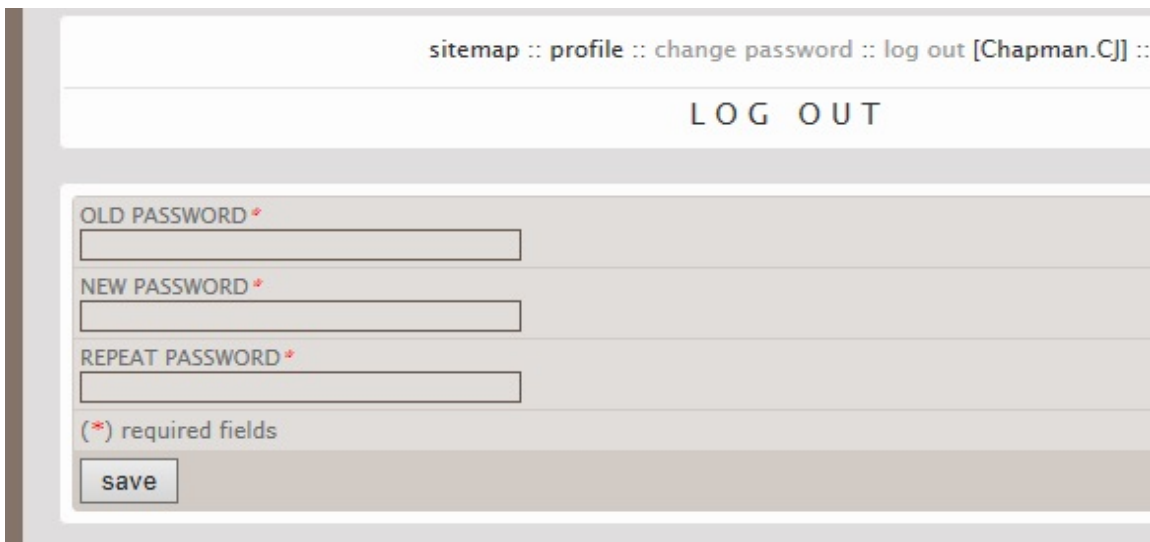 sitemap :: profile :: change password :: log out [Chapman.CJ] ::
LOG OUT
OLD PASSWORD*
NEW PASSWORD*
REPEAT PASSWORD*
(*) required fields
save